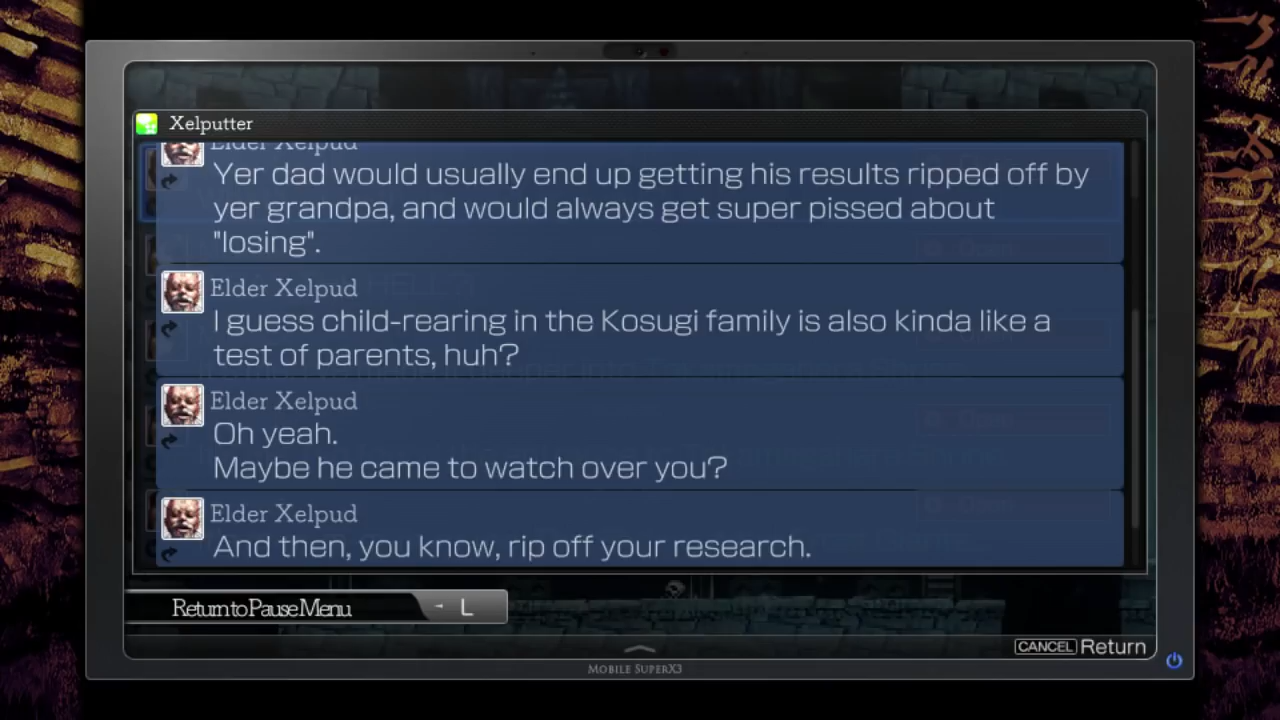 Xelputter
Elder Xelpud
Yer dad would usually end up getting his results ripped off by
yer grandpa, and would always get super pissed about
"losing".
Elder Xelpud
I guess child-rearing in the Kosugi family is also kinda like a
test of parents, huh?
Elder Xelpud
Oh yeah.
Maybe he came to watch over you?
Elder Xelpud
And then, you know, rip off your research.
Return to Pause Menu
L
CANCEL Return
MOBILE SUPERX3